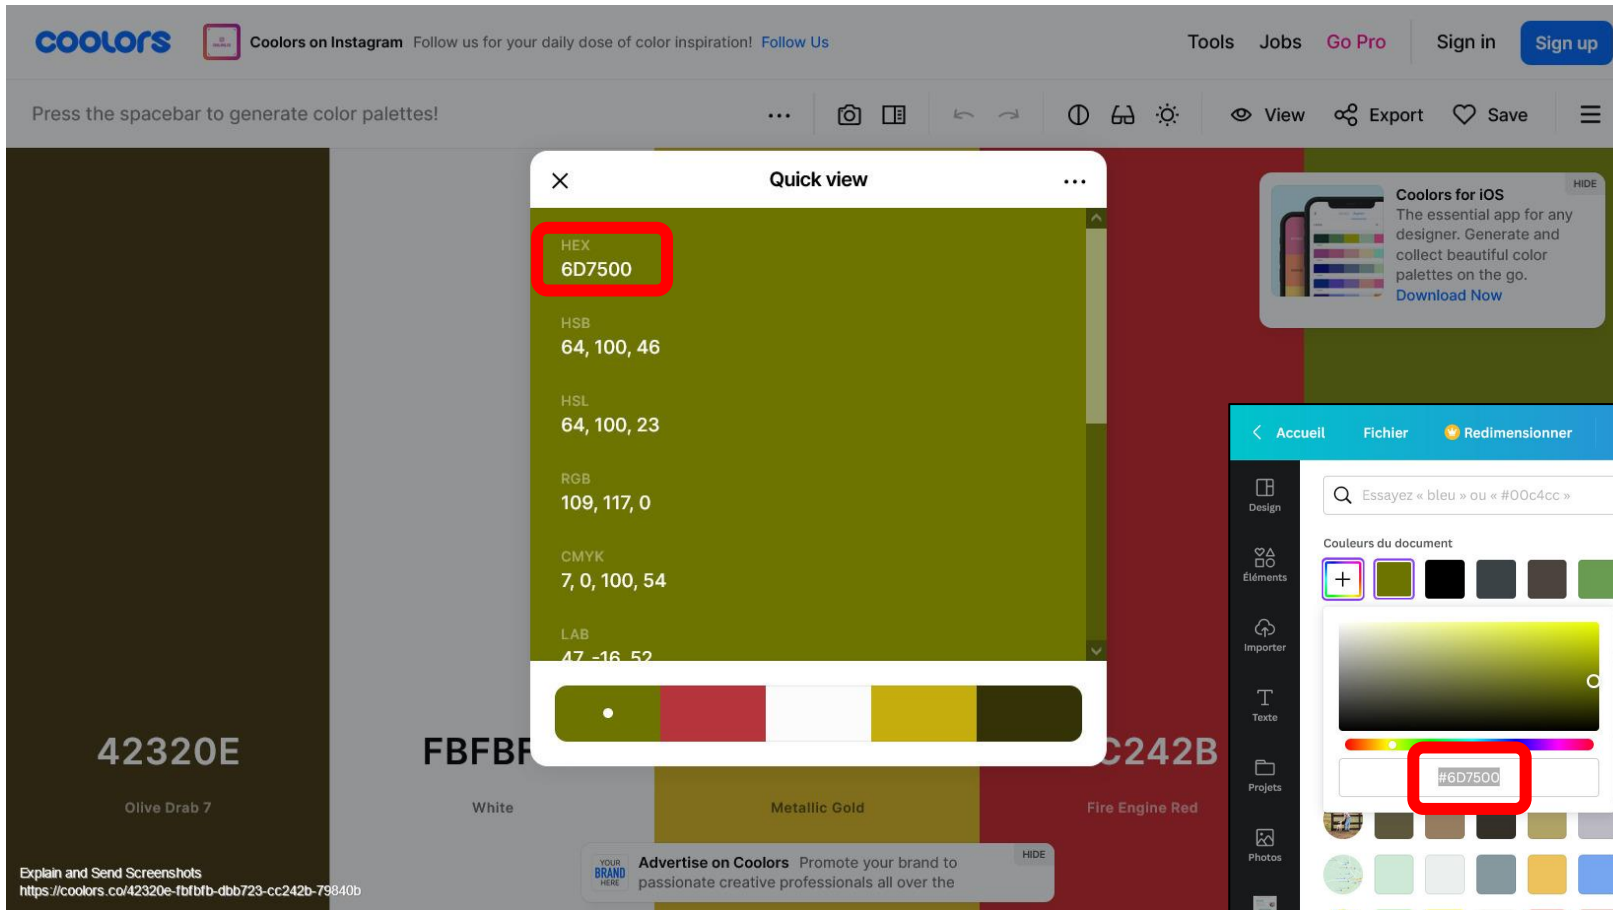 coolors
Coolors on Instagram Follow us for your daily dose of color inspiration! Follow Us
Tools Jobs Go Pro Sign in Sign up
Press the spacebar to generate color palettes!
View Export Save
Quick view
HEX
6D7500
HSB
64, 100, 46
HSL
64, 100, 23
RGB
109, 117, 0
CMYK
7, 0, 100, 54
LAB
47, -16, 52
HIDE
Coolors for iOS
The essential app for any
designer. Generate and
collect beautiful color
palettes on the go.
Download Now
42320E
Olive Drab 7
FBFBF
White
Metallic Gold
C242B
Fire Engine Red
YOUR
BRAND
HERE
Advertise on Coolors Promote your brand to
passionate creative professionals all over the
HIDE
Accueil Fichier Redimensionner
Design
Éléments
Importer
Texte
Projets
Photos
Essayez « bleu » ou « #00c4cc »
Couleurs du document
#6D7500
Explain and Send Screenshots
https://coolors.co/42320e-fbfbfb-dbb723-cc242b-79840b